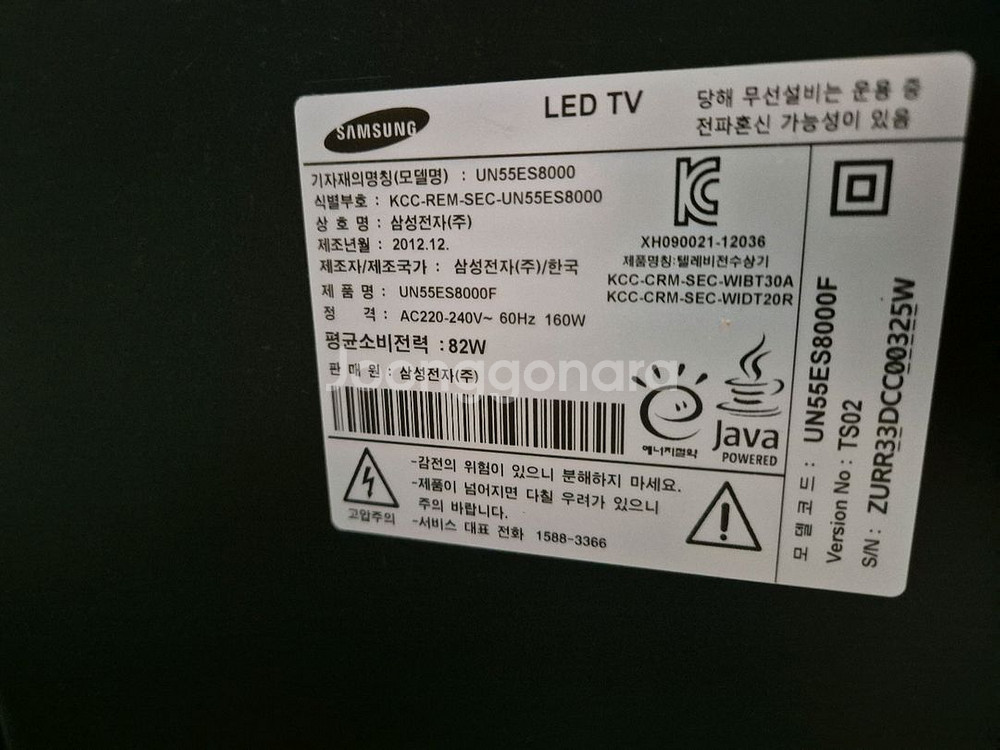 SAMSUNG
LED TV
당해 무선설비는 운용 중
전파혼신 가능성이 있음
기자재의명칭(모델명) : UN55ES8000
식별부호 : KCC-REM-SEC-UN55ES8000
상 호 명 : 삼성전자(주)
제조년월 : 2012.12.
제조자/제조국가 : 삼성전자(주)/한국
제 품 명 : UN55ES8000F
정 격 : AC220-240V~ 60Hz 160W
평균소비전력 : 82W
판 매 원 : 삼성전자(주)
XH090021-12036
제품명칭:텔레비전수상기
KCC-CRM-SEC-WIBT30A
KCC-CRM-SEC-WIDT20R
Joonggonara
에너지절약
Java
POWERED
고압주의
-감전의 위험이 있으니 분해하지 마세요.
-제품이 넘어지면 다칠 우려가 있으니
주의 바랍니다.
-서비스 대표 전화 1588-3366
모 델 코 드 : UN55ES8000F
Version No : TS02
S/N : ZURR33DCC00325W